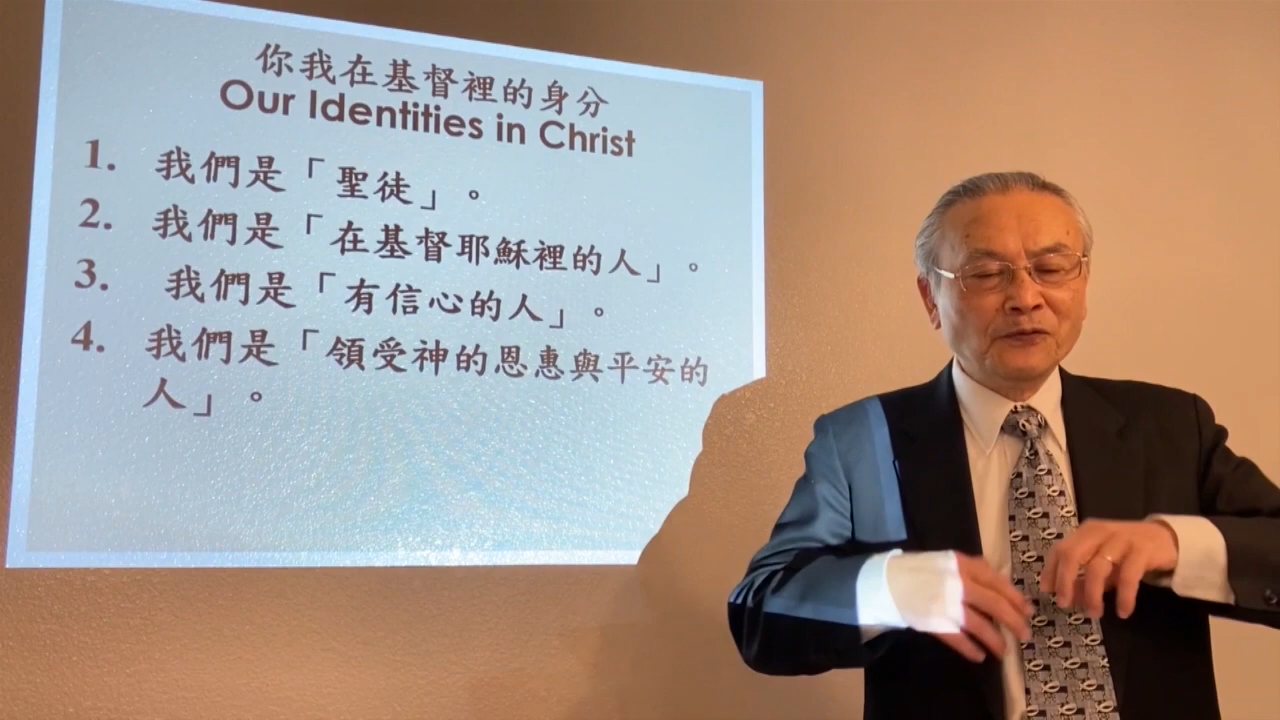 你我在基督裡的身分
Our Identities in Christ
1. 我們是「聖徒」。
2. 我們是「在基督耶穌裡的人」。
3. 我們是「有信心的人」。
4. 我們是「領受神的恩惠與平安的
人」。